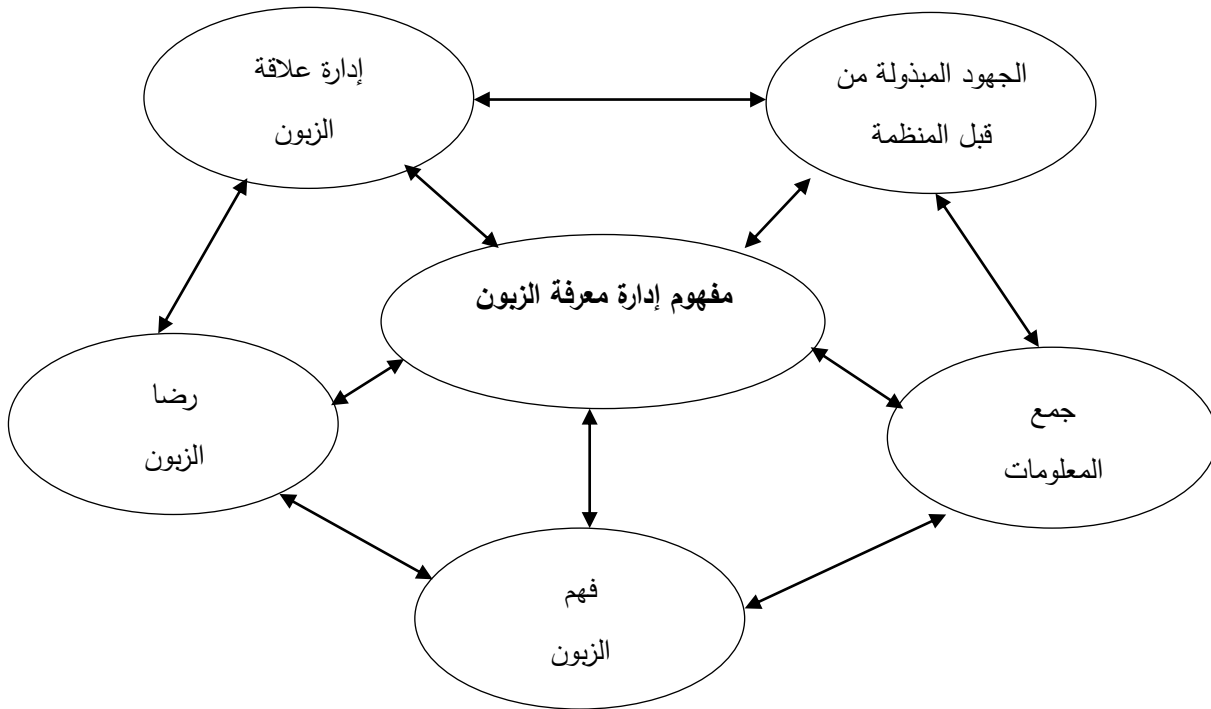 الجهود المبذولة من
قبل المنظمة
إدارة علاقة
الزبون
مفهوم إدارة معرفة الزبون
جمع
المعلومات
رضا
الزبون
فهم
الزبون